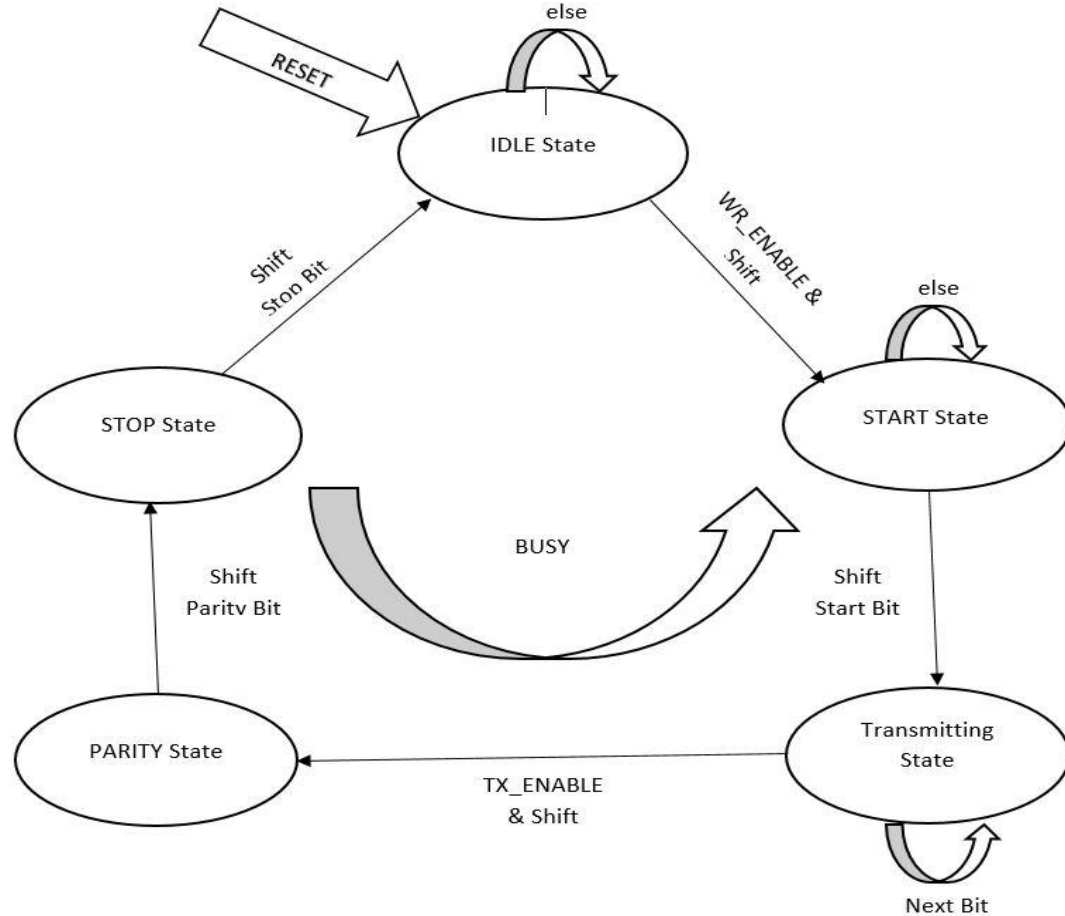 else
RESET
IDLE State
WR_ENABLE &
Shift
Shift
Stop Bit
else
STOP State
START State
BUSY
Shift
Parity Bit
Shift
Start Bit
PARITY State
Transmitting
State
TX_ENABLE
& Shift
Next Bit